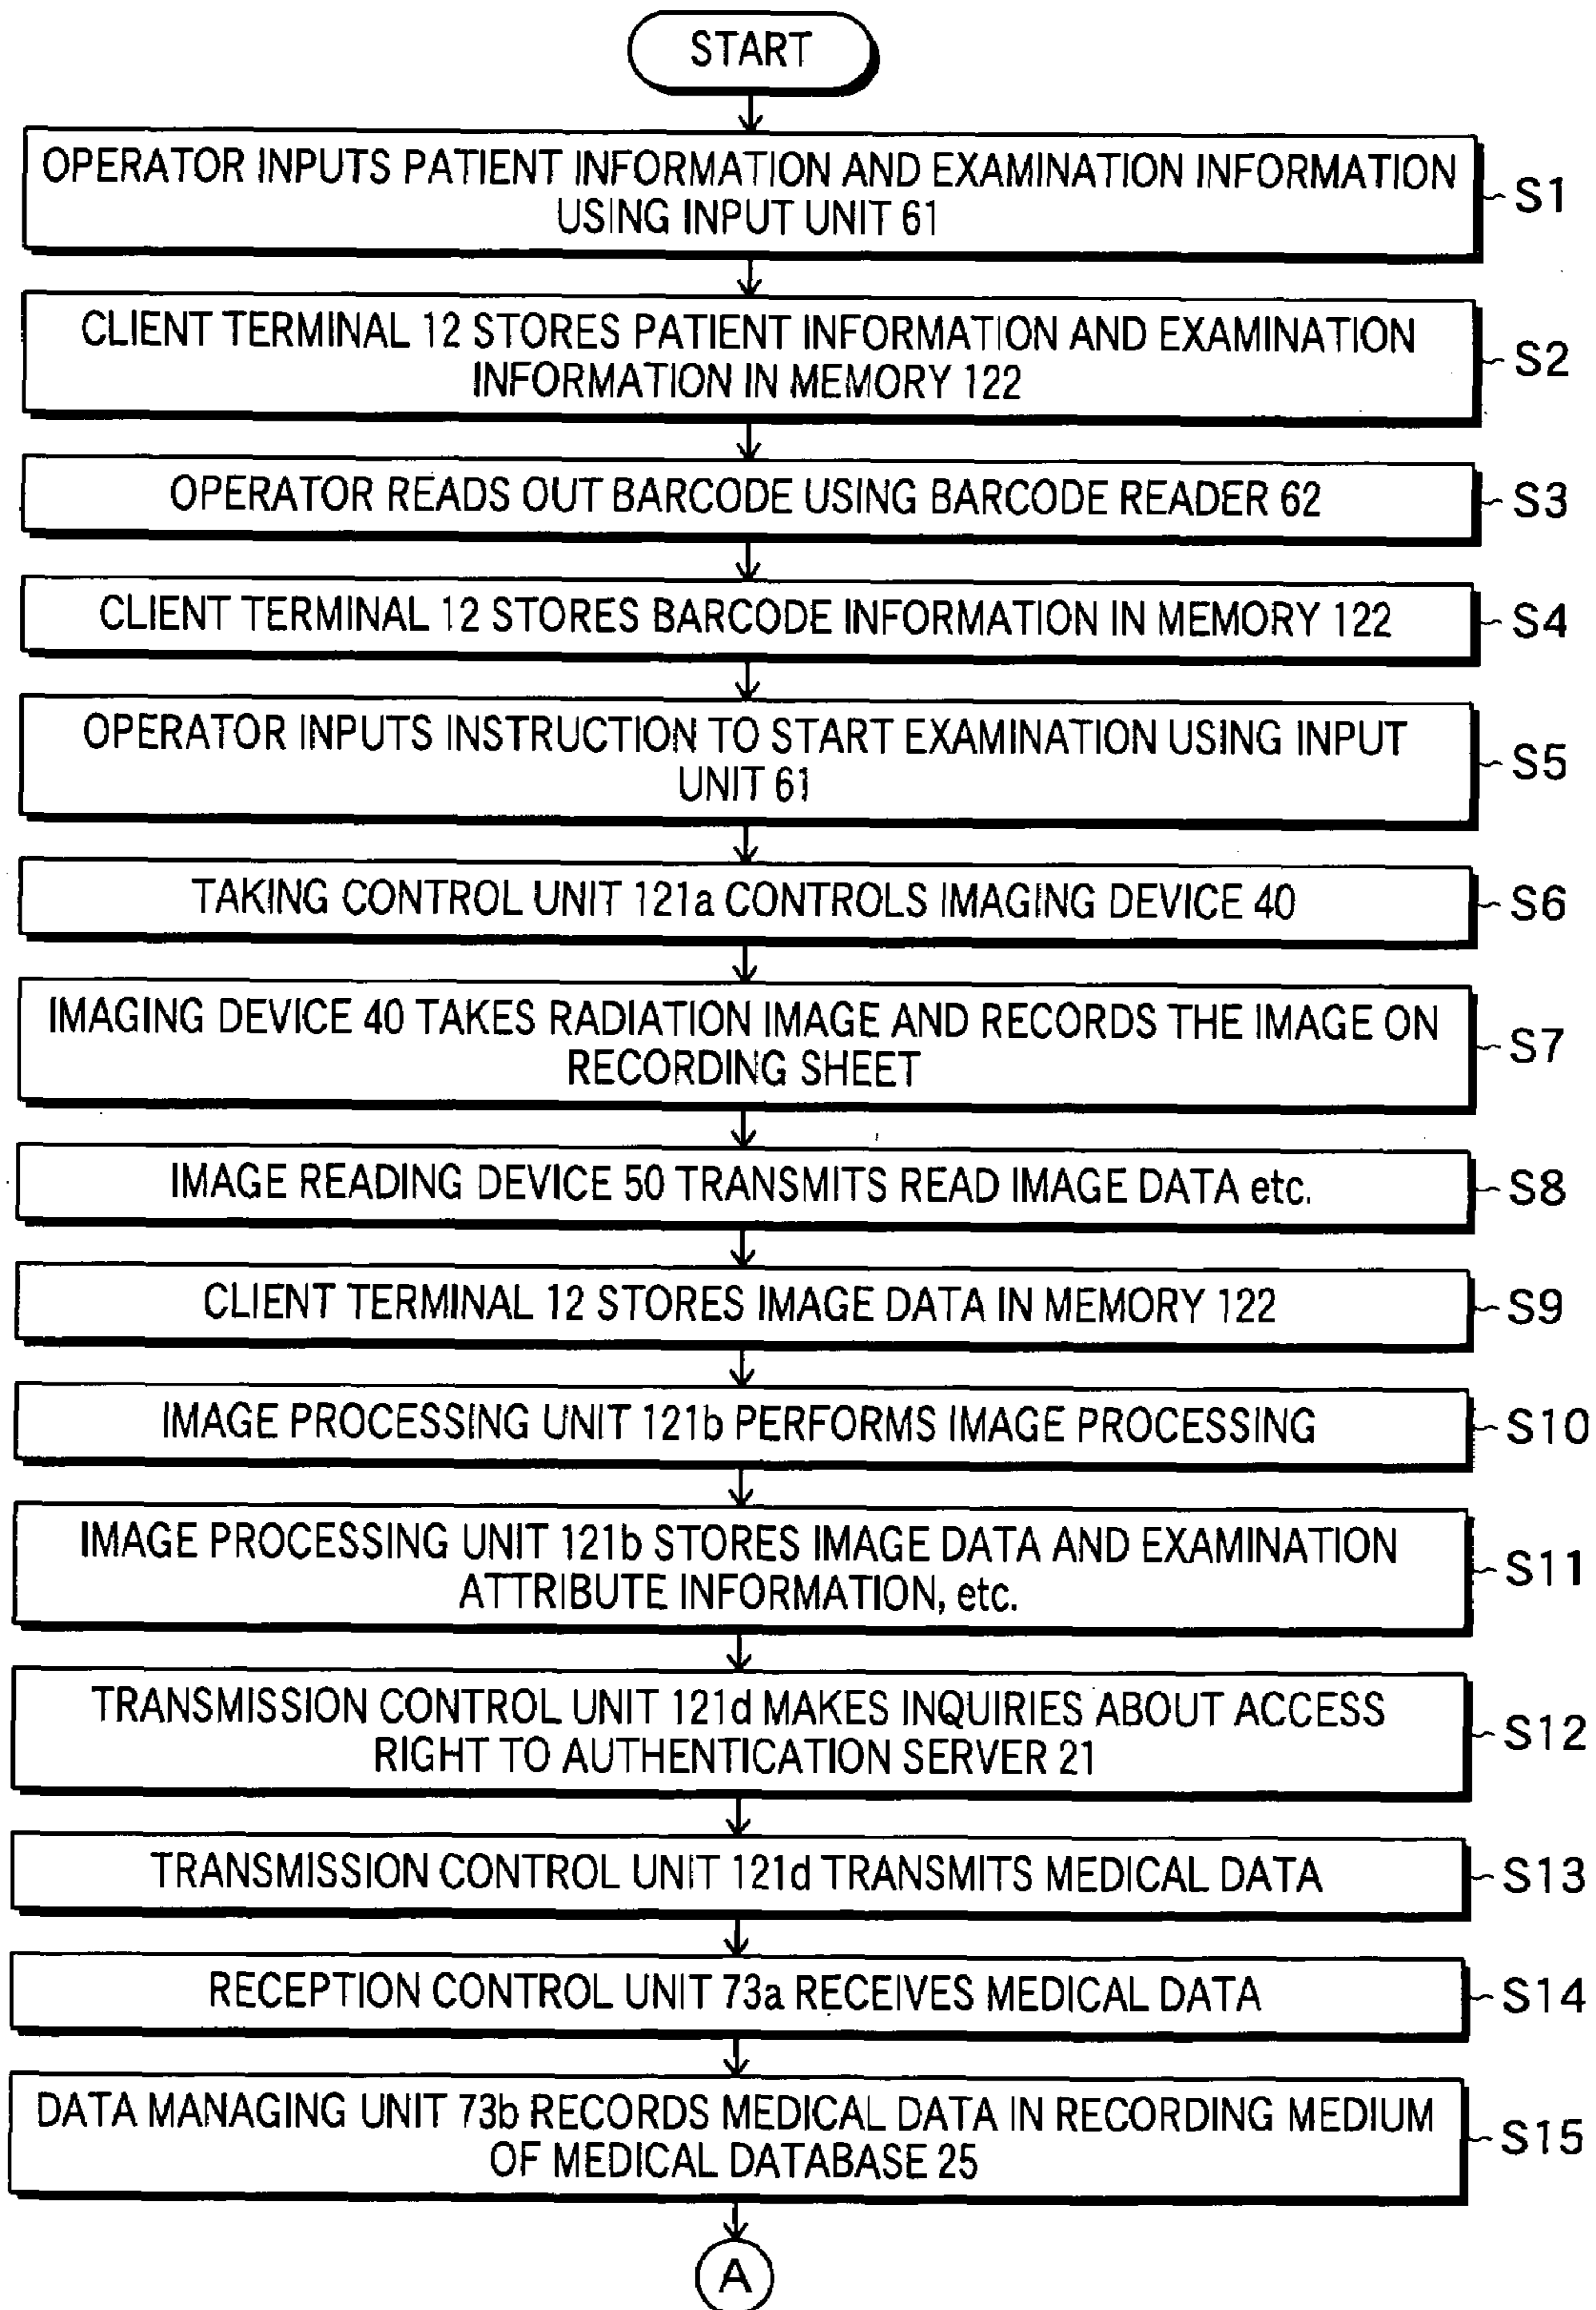 START
OPERATOR INPUTS PATIENT INFORMATION AND EXAMINATION INFORMATION
USING INPUT UNIT 61
S1
CLIENT TERMINAL 12 STORES PATIENT INFORMATION AND EXAMINATION
INFORMATION IN MEMORY 122
S2
OPERATOR READS OUT BARCODE USING BARCODE READER 62
S3
CLIENT TERMINAL 12 STORES BARCODE INFORMATION IN MEMORY 122
S4
OPERATOR INPUTS INSTRUCTION TO START EXAMINATION USING INPUT
UNIT 61
S5
TAKING CONTROL UNIT 121a CONTROLS IMAGING DEVICE 40
S6
IMAGING DEVICE 40 TAKES RADIATION IMAGE AND RECORDS THE IMAGE ON
RECORDING SHEET
S7
IMAGE READING DEVICE 50 TRANSMITS READ IMAGE DATA etc.
S8
CLIENT TERMINAL 12 STORES IMAGE DATA IN MEMORY 122
S9
IMAGE PROCESSING UNIT 121b PERFORMS IMAGE PROCESSING
S10
IMAGE PROCESSING UNIT 121b STORES IMAGE DATA AND EXAMINATION
ATTRIBUTE INFORMATION, etc.
S11
TRANSMISSION CONTROL UNIT 121d MAKES INQUIRIES ABOUT ACCESS
RIGHT TO AUTHENTICATION SERVER 21
S12
TRANSMISSION CONTROL UNIT 121d TRANSMITS MEDICAL DATA
S13
RECEPTION CONTROL UNIT 73a RECEIVES MEDICAL DATA
S14
DATA MANAGING UNIT 73b RECORDS MEDICAL DATA IN RECORDING MEDIUM
OF MEDICAL DATABASE 25
S15
A